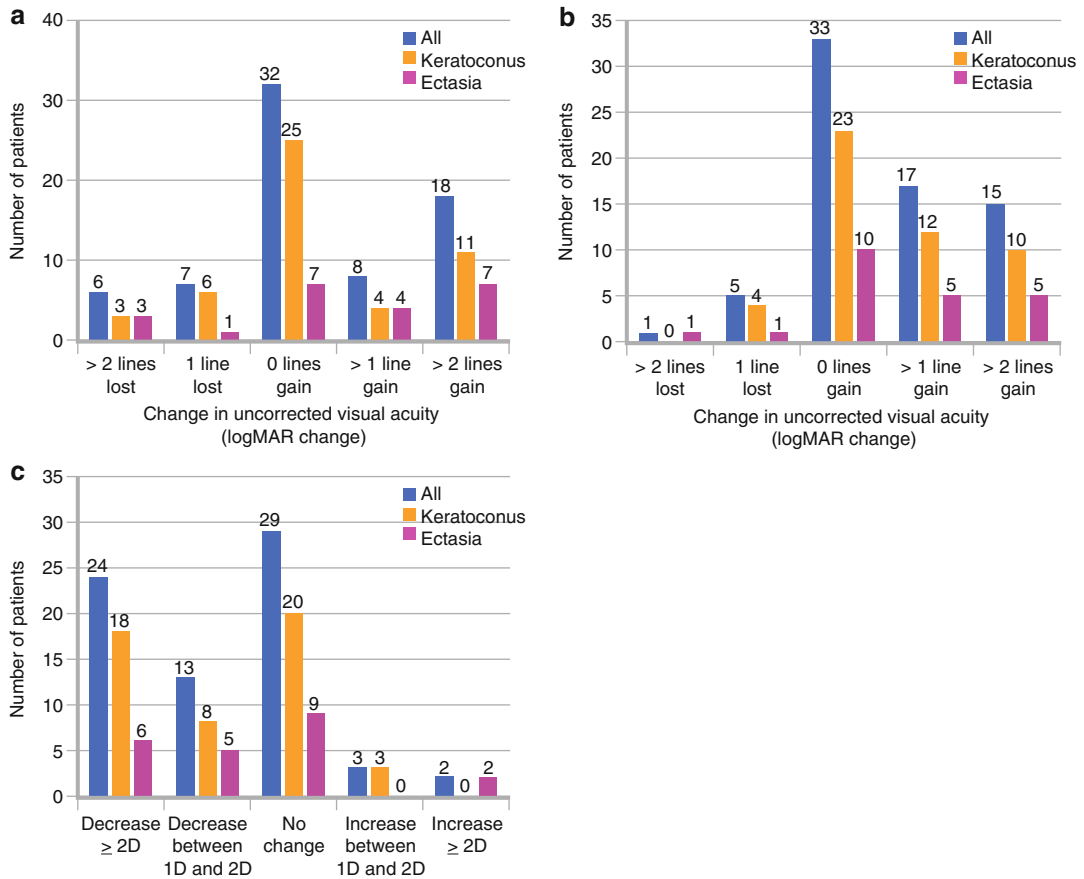 a
40
30
20
10
0
Number of patients
All
Keratoconus
Ectasia
6
3
3
7
6
1
32
25
7
8
4
4
18
11
7
> 2 lines
lost
1 line
lost
0 lines
gain
> 1 line
gain
> 2 lines
gain
Change in uncorrected visual acuity
(logMAR change)
b
35
30
25
20
15
10
5
0
Number of patients
All
Keratoconus
Ectasia
1
0
1
5
4
1
33
23
10
17
12
5
15
10
5
> 2 lines
lost
1 line
lost
0 lines
gain
> 1 line
gain
> 2 lines
gain
Change in uncorrected visual acuity
(logMAR change)
c
35
30
25
20
15
10
5
0
Number of patients
All
Keratoconus
Ectasia
24
18
6
13
8
5
29
20
9
3
3
0
2
0
2
Decrease
≥ 2D
Decrease
between
1D and 2D
No
change
Increase
between
1D and 2D
Increase
≥ 2D